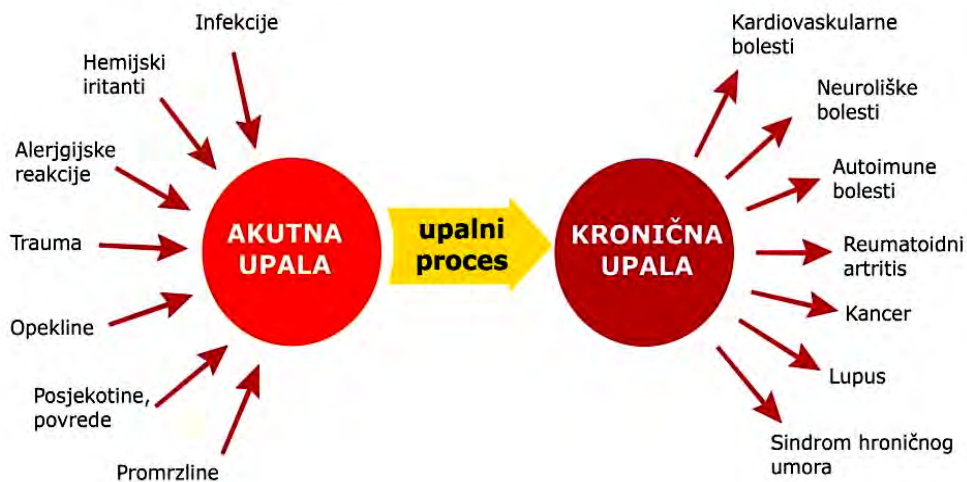 Infekcije
Hemijski
iritanti
Alerjgijske
reakcije
Trauma
Opekline
Posjekotine,
povrede
Promrzline
AKUTNA
UPALA
upalni
proces
KRONIČNA
UPALA
Kardiovaskularne
bolesti
Neuroliške
bolesti
Autoimune
bolesti
Reumatoidni
artritis
Kancer
Lupus
Sindrom hroničnog
umora